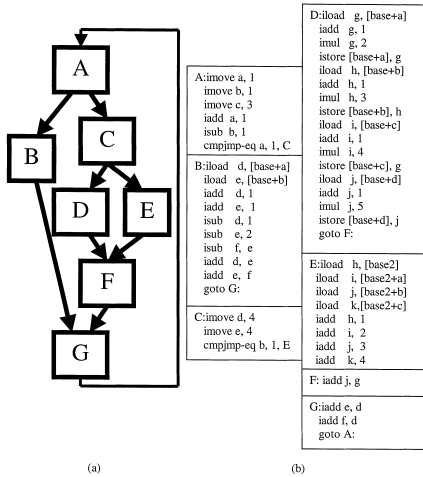 A
B
C
D
E
F
G
(a)
A:imove a, 1
imove b, 1
imove c, 3
iadd a, 1
isub b, 1
cmpjmp-eq a, 1, C
B:iload d, [base+a]
iload e, [base+b]
iadd d, 1
iadd e, 1
isub d, 1
isub e, 2
isub f, e
iadd d, e
iadd e, f
goto G:
C:imove d, 4
imove e, 4
cmpjmp-eq b, 1, E
D:iload g, [base+a]
iadd g, 1
imul g, 2
istore [base+a], g
iload h, [base+b]
iadd h, 1
imul h, 3
istore [base+b], h
iload i, [base+c]
iadd i, 1
imul i, 4
istore [base+c], g
iload j, [base+d]
iadd j, 1
imul j, 5
istore [base+d], j
goto F:
E:iload h, [base2]
iload i, [base2+a]
iload j, [base2+b]
iload k,[base2+c]
iadd h, 1
iadd i, 2
iadd j, 3
iadd k, 4
F: iadd j, g
G:iadd e, d
iadd f, d
goto A:
(b)